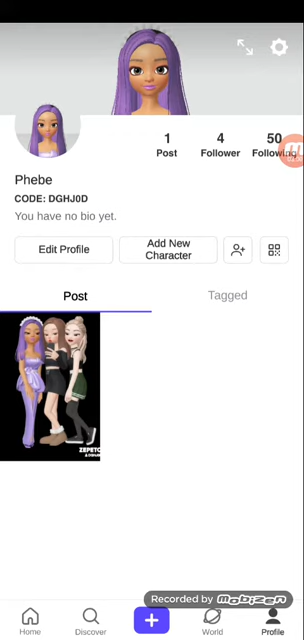 1
4
50
Post
Follower
Following
Phebe
CODE: DGHJ0D
You have no bio yet.
Edit Profile
Add New
Character
Post
Tagged
ZEPETO
Recorded by mobizen
Home
Discover
World
Profile